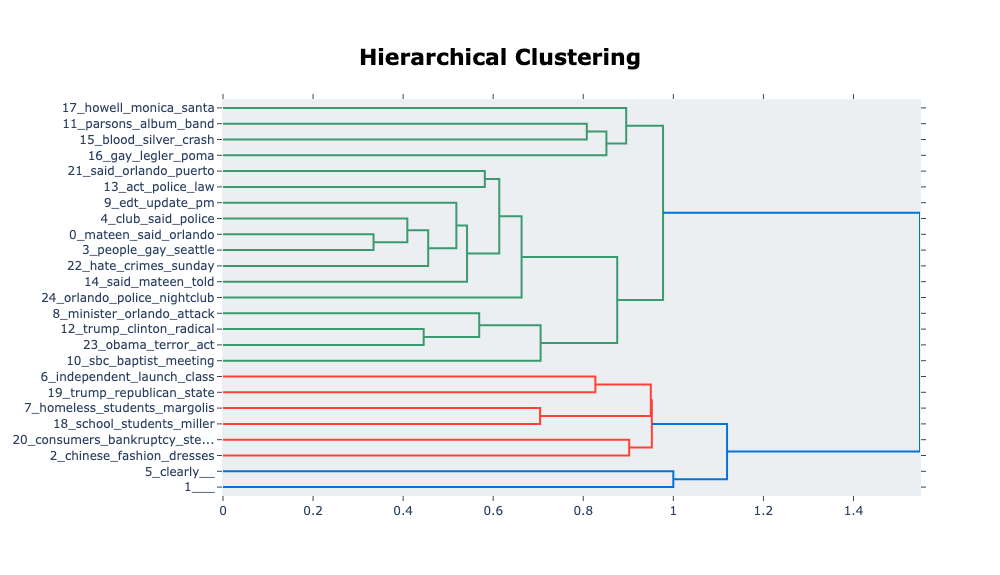 Hierarchical Clustering
17_howell_monica_santa
11_parsons_album_band
15_blood_silver_crash
16_gay_legler_poma
21_said_orlando_puerto
13_act_police_law
9_edt_update_pm
4_club_said_police
0_mateen_said_orlando
3_people_gay_seattle
22_hate_crimes_sunday
14_said_mateen_told
24_orlando_police_nightclub
8_minister_orlando_attack
12_trump_clinton_radical
23_obama_terror_act
10_sbc_baptist_meeting
6_independent_launch_class
19_trump_republican_state
7_homeless_students_margolis
18_school_students_miller
20_consumers_bankruptcy_ste...
2_chinese_fashion_dresses
5_clearly__
1___
0 0.2 0.4 0.6 0.8 1 1.2 1.4